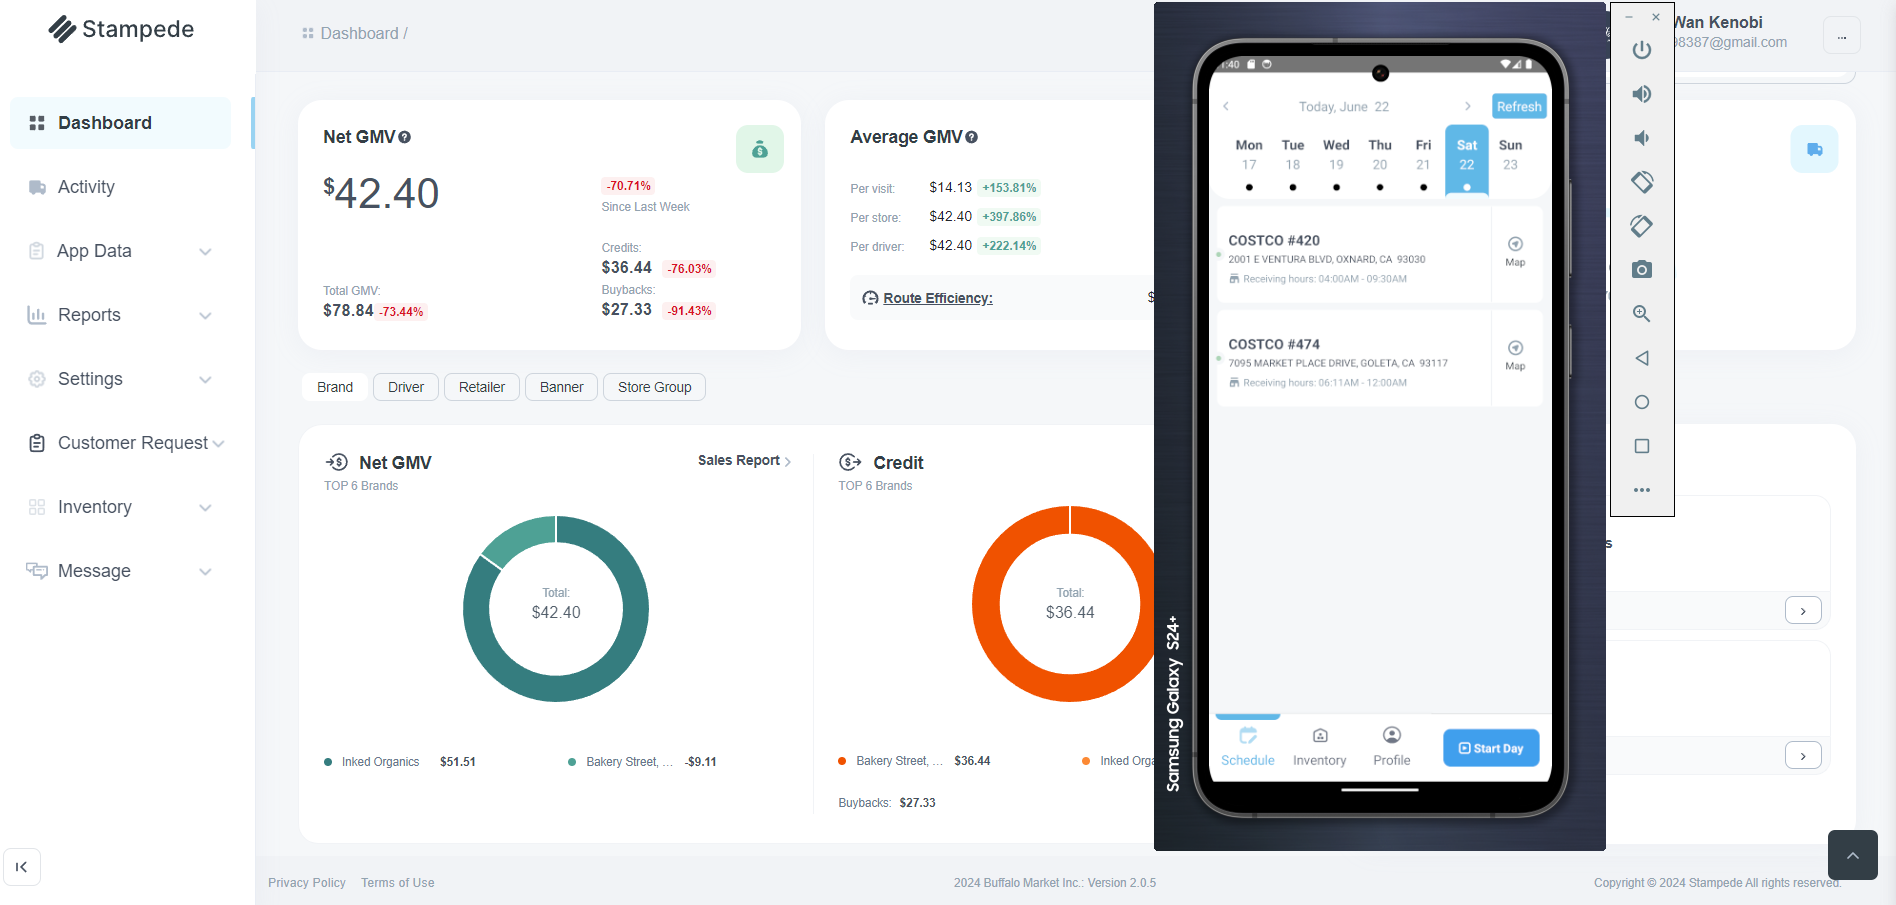 Stampede
Dashboard
Activity
App Data
Reports
Settings
Customer Request
Inventory
Message
Dashboard /
Wan Kenobi
98387@gmail.com
...
Net GMV
$42.40
-70.71%
Since Last Week
Credits:
$36.44 -76.03%
Buybacks:
$27.33 -91.43%
Total GMV:
$78.84 -73.44%
Average GMV
Per visit: $14.13 +153.81%
Per store: $42.40 +397.86%
Per driver: $42.40 +222.14%
Route Efficiency: $
Brand Driver Retailer Banner Store Group
Net GMV
TOP 6 Brands
Sales Report
Total:
$42.40
Inked Organics $51.51
Bakery Street, ... -$9.11
Credit
TOP 6 Brands
Total:
$36.44
Bakery Street, ... $36.44
Inked Orga
Buybacks: $27.33
Samsung Galaxy S24+
1:40
Today, June 22
Refresh
Mon Tue Wed Thu Fri Sat Sun
17 18 19 20 21 22 23
COSTCO #420
2001 E VENTURA BLVD, OXNARD, CA 93030
Receiving hours: 04:00AM - 09:30AM
Map
COSTCO #474
7095 MARKET PLACE DRIVE, GOLETA, CA 93117
Receiving hours: 06:11AM - 12:00AM
Map
Schedule Inventory Profile
Start Day
s
Privacy Policy Terms of Use
2024 Buffalo Market Inc.: Version 2.0.5
Copyright © 2024 Stampede All rights reserved.